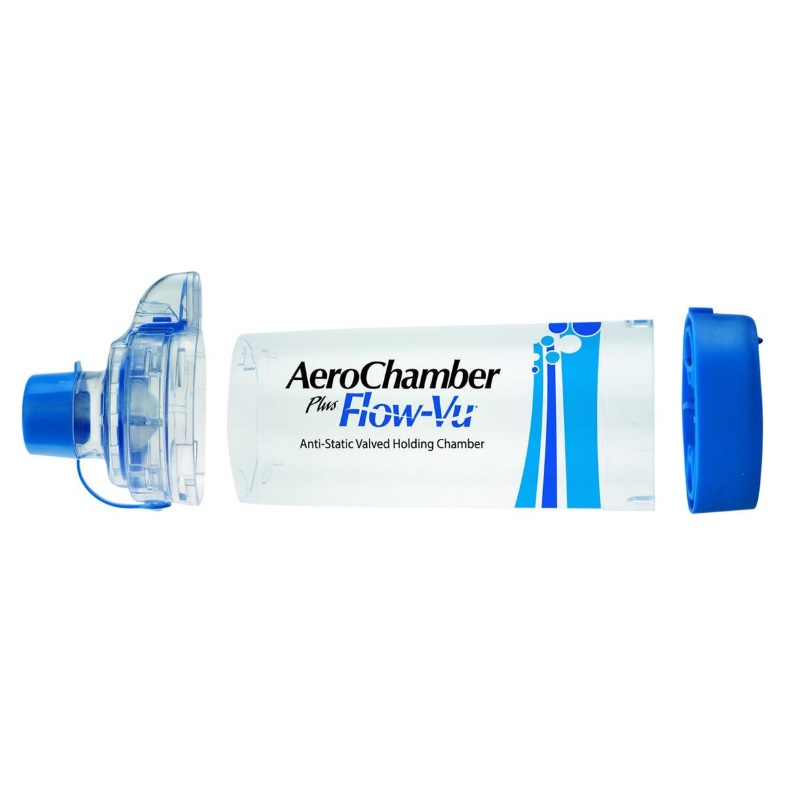 AeroChamber
Plus Flow-Vu
Anti-Static Valved Holding Chamber